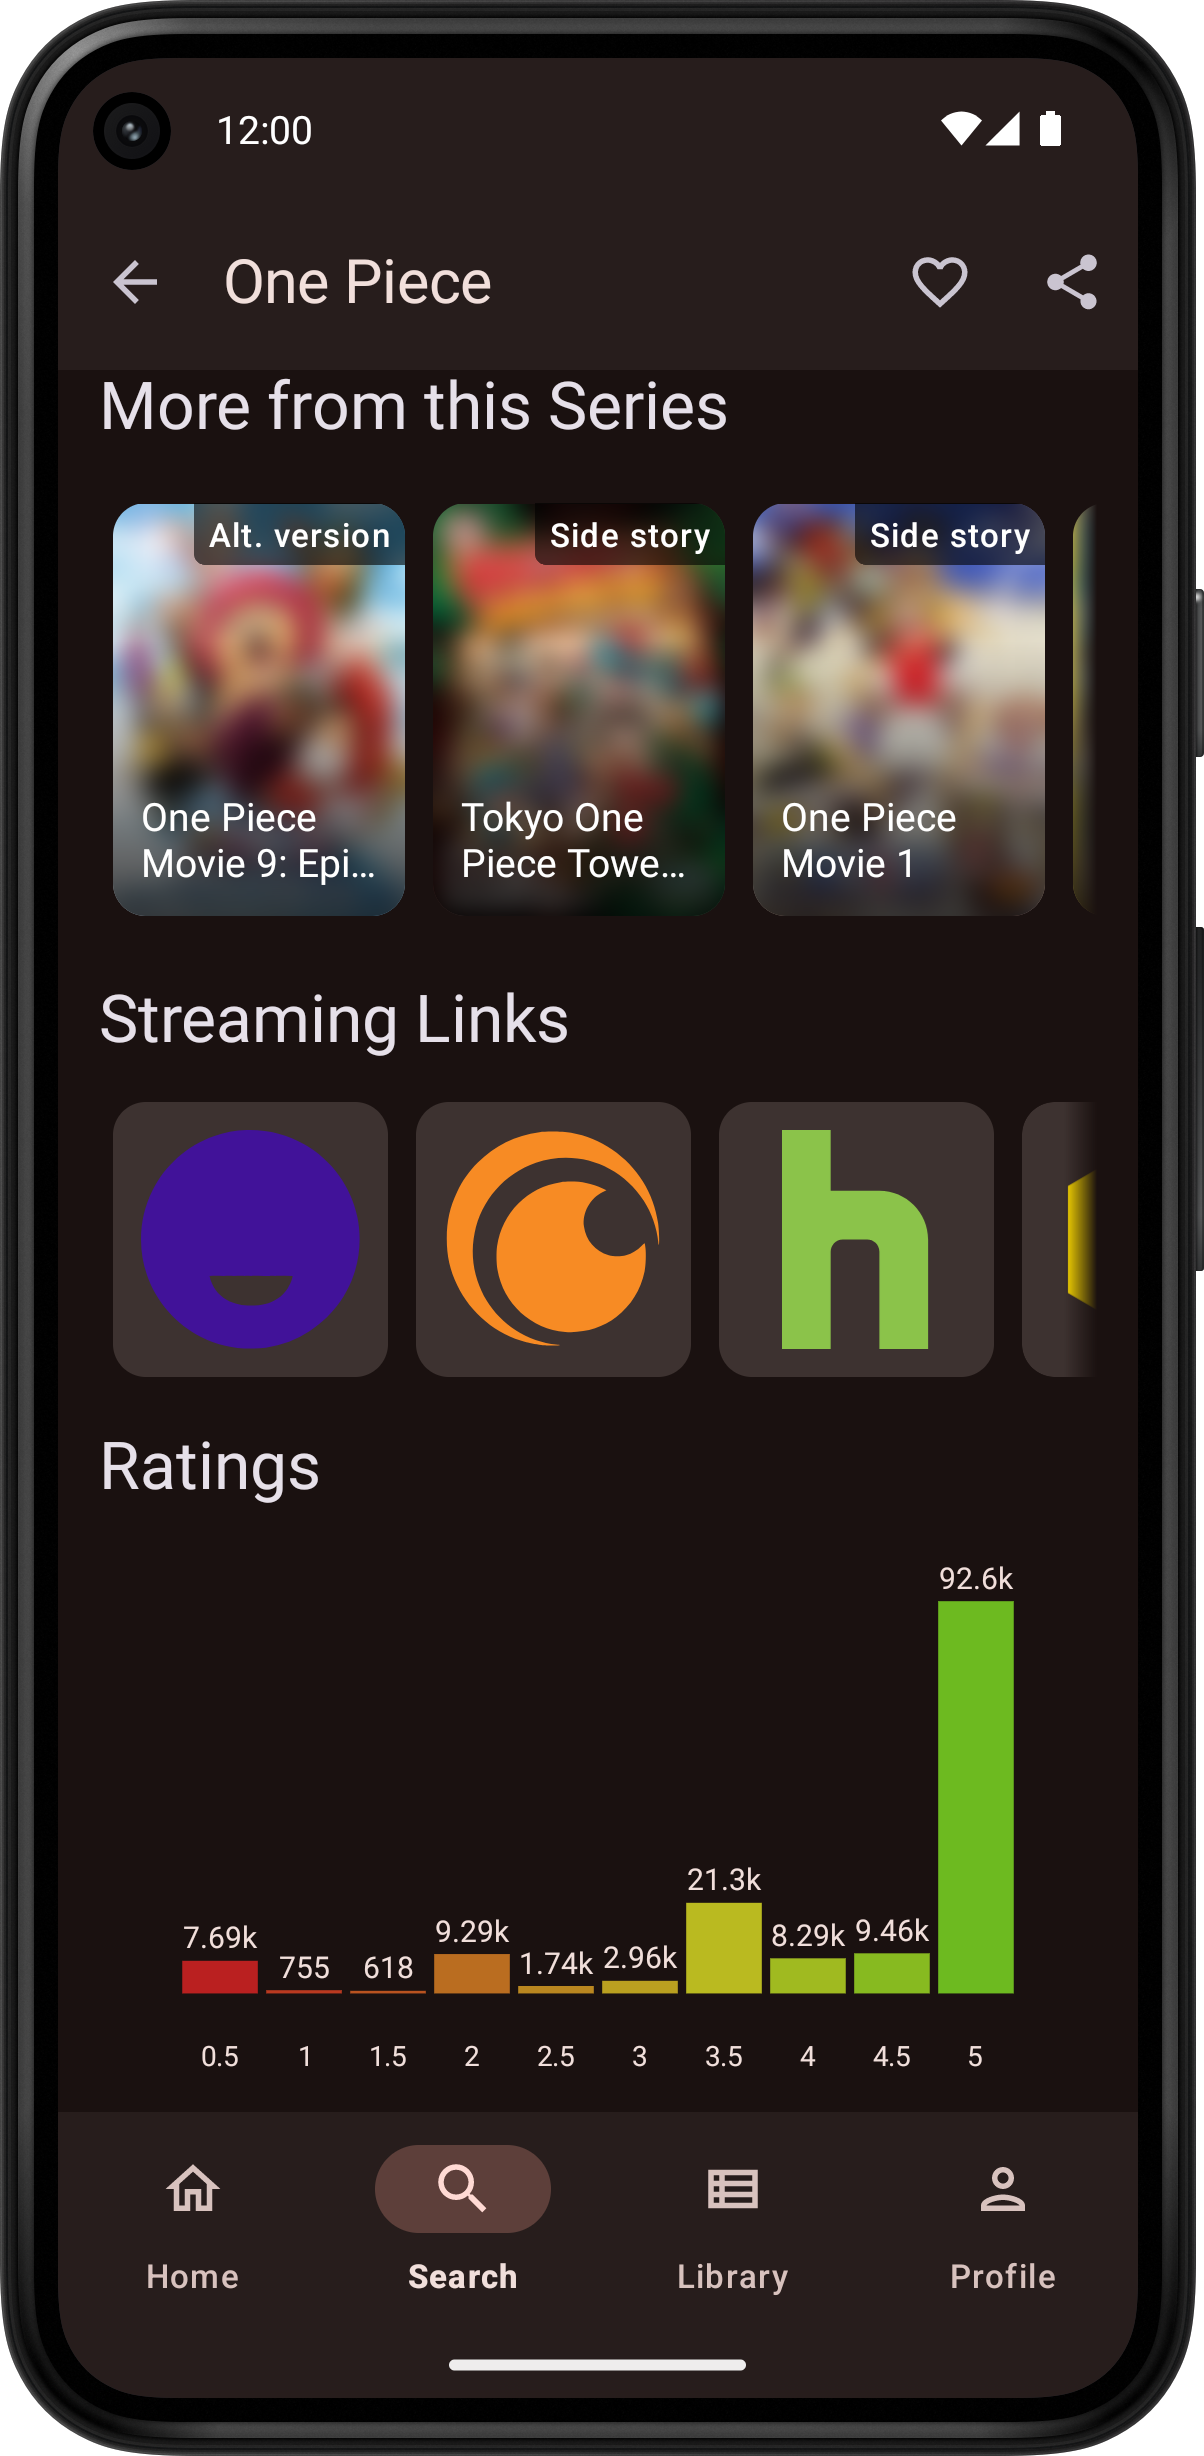 12:00
One Piece
More from this Series
Alt. version
One Piece
Movie 9: Epi...
Side story
Tokyo One
Piece Towe...
Side story
One Piece
Movie 1
Streaming Links
h
Ratings
7.69k 755 618 9.29k 1.74k 2.96k 21.3k 8.29k 9.46k 92.6k
0.5 1 1.5 2 2.5 3 3.5 4 4.5 5
Home Search Library Profile